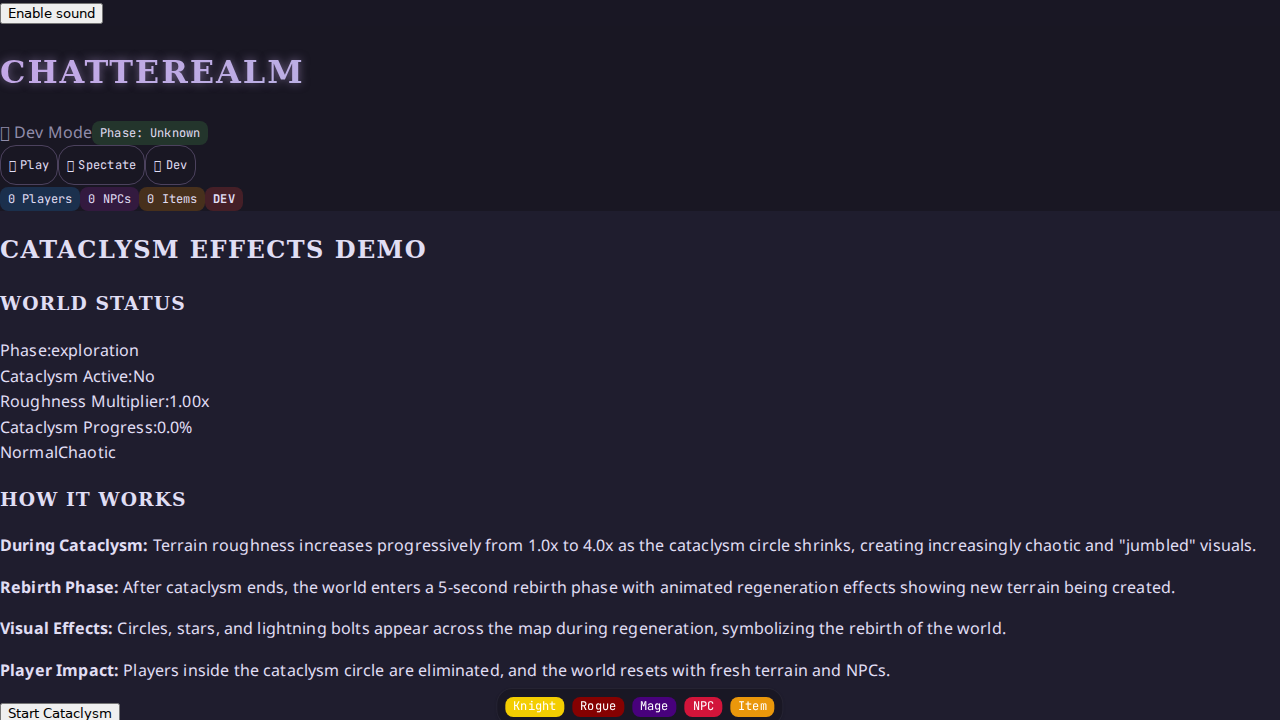 Enable sound
CHATTEREALM
Dev Mode Phase: Unknown
Play Spectate Dev
0 Players 0 NPCs 0 Items DEV
CATACLYSM EFFECTS DEMO
WORLD STATUS
Phase:exploration
Cataclysm Active:No
Roughness Multiplier:1.00x
Cataclysm Progress:0.0%
NormalChaotic
HOW IT WORKS
During Cataclysm: Terrain roughness increases progressively from 1.0x to 4.0x as the cataclysm circle shrinks, creating increasingly chaotic and "jumbled" visuals.
Rebirth Phase: After cataclysm ends, the world enters a 5-second rebirth phase with animated regeneration effects showing new terrain being created.
Visual Effects: Circles, stars, and lightning bolts appear across the map during regeneration, symbolizing the rebirth of the world.
Player Impact: Players inside the cataclysm circle are eliminated, and the world resets with fresh terrain and NPCs.
Knight Rogue Mage NPC Item
Start Cataclysm